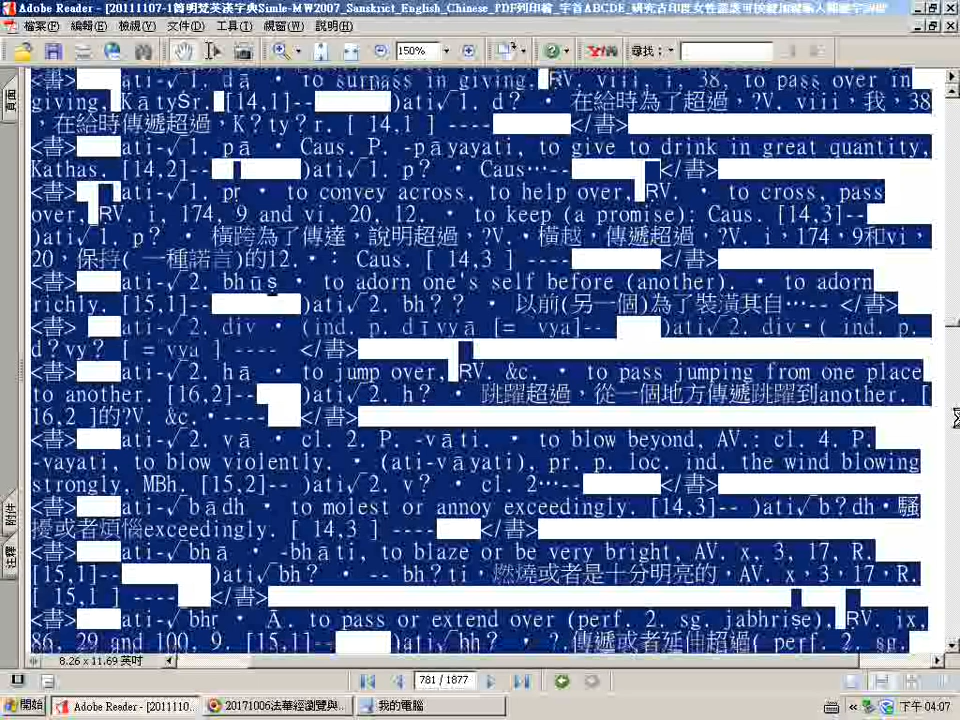 Adobe Reader - [20111107-1簡明梵英漢字典Simle-MW2007_Sanskrit_English_Chinese_PDF列印檔_字首ABCDE_研究古印度女性
檔案(F) 編輯(E) 檢視(V) 文件(D) 工具(T) 視窗(W) 說明(H)
150% 尋找：
頁面
<書> ati-√1. dā • to surpass in giving, RV. viii, i, 38, to pass over in
giving, KātyŚr. [14,1]-- )ati√1. d? • 在給時為了超過，?V. viii，我，38
，在給時傳遞超過，K?ty?r. [ 14,1 ] ---- </書>
<書> ati-√1. pā • Caus. P. -pāyayati, to give to drink in great quantity,
Kathas. [14,2]-- )ati√1. p? • Caus…-- </書>
<書> ati-√1. pṛ • to convey across, to help over, RV. • to cross, pass
over, RV. i, 174, 9 and vi, 20, 12. • to keep (a promise): Caus. [14,3]--
)ati√1. p? • 橫跨為了傳達，說明超過，?V.•橫越，傳遞超過，?V. i，174，9和vi，
20，保持( 一種諾言)的12.•： Caus. [ 14,3 ] ---- </書>
<書> ati-√2. bhūṣ • to adorn one's self before (another). • to adorn
richly. [15,1]-- )ati√2. bh?? • 以前(另一個)為了裝潢其自…-- </書>
<書> ati-√2. div • (ind. p. dīvyā [= vya]-- )ati√2. div•( ind. p.
d?vy? [ = vya ] ---- </書>
<書> ati-√2. hā • to jump over, RV. &c. • to pass jumping from one place
to another. [16,2]-- )ati√2. h? • 跳躍超過，從一個地方傳遞跳躍到another. [
16,2 ]的?V. &c.•---- </書>
<書> ati-√2. vā • cl. 2. P. -vāti. • to blow beyond, AV.: cl. 4. P.
-vayati, to blow violently. • (ati-vāyati), pr. p. loc. ind. the wind blowing
strongly, MBh. [15,2]-- )ati√2. v? • cl. 2…-- </書>
<書> ati-√bādh • to molest or annoy exceedingly. [14,3]-- )ati√b?dh•騷
擾或者煩惱exceedingly. [ 14,3 ] ---- </書>
<書> ati-√bhā • -bhāti, to blaze or be very bright, AV. x, 3, 17, R.
[15,1]-- )ati√bh? • -- bh?ti，燃燒或者是十分明亮的，AV. x，3，17，R.
[ 15,1 ] ---- </書>
<書> ati-√bhṛ • Ā. to pass or extend over (perf. 2. sg. jabhriṣe), RV. ix,
86, 29 and 100, 9. [15,1]-- )ati√bh? • ?.傳遞或者延伸超過( perf. 2. sg.
附件
注釋
8.26 x 11.69 英吋
781 / 1877
開始 Adobe Reader - [201110... 20171006法華經瀏覽與... 我的電腦 下午 04:07